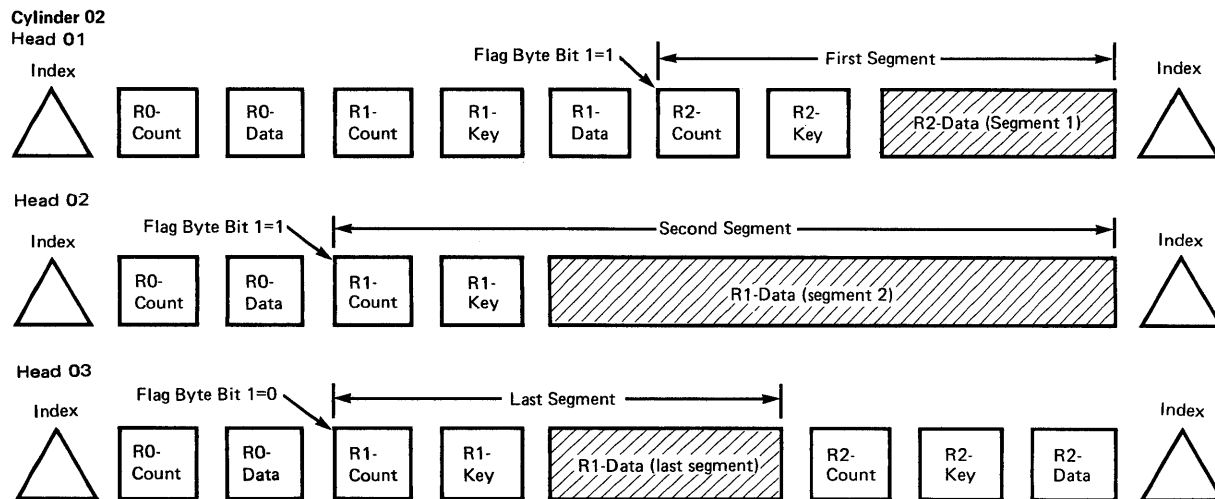 Cylinder 02
Head 01
Flag Byte Bit 1=1
First Segment
Index
Index
R0-
Count
R0-
Data
R1-
Count
R1-
Key
R1-
Data
R2-
Count
R2-
Key
R2-Data (Segment 1)
Head 02
Flag Byte Bit 1=1
Second Segment
Index
Index
R0-
Count
R0-
Data
R1-
Count
R1-
Key
R1-Data (segment 2)
Head 03
Flag Byte Bit 1=0
Last Segment
Index
Index
R0-
Count
R0-
Data
R1-
Count
R1-
Key
R1-Data (last segment)
R2-
Count
R2-
Key
R2-
Data